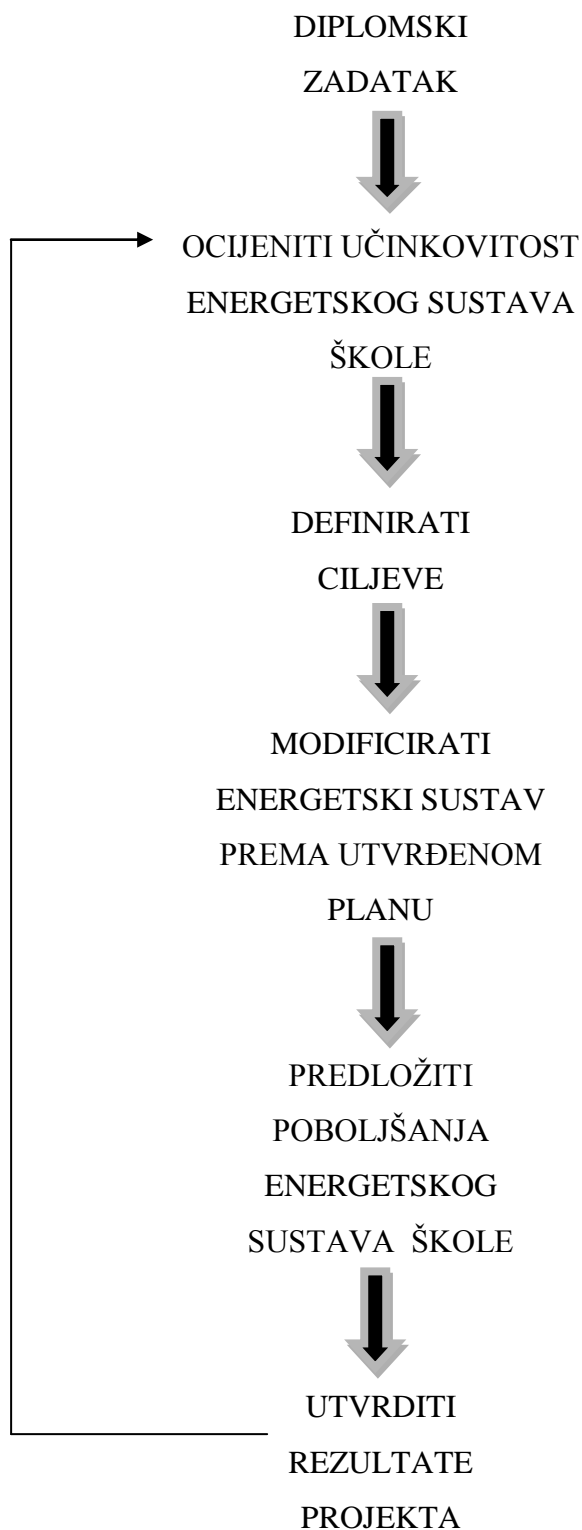 DIPLOMSKI
ZADATAK
OCIJENITI UČINKOVITOST
ENERGETSKOG SUSTAVA
ŠKOLE
DEFINIRATI
CILJEVE
MODIFICIRATI
ENERGETSKI SUSTAV
PREMA UTVRĐENOM
PLANU
PREDLOŽITI
POBOLJŠANJA
ENERGETSKOG
SUSTAVA ŠKOLE
UTVRDITI
REZULTATE
PROJEKTA